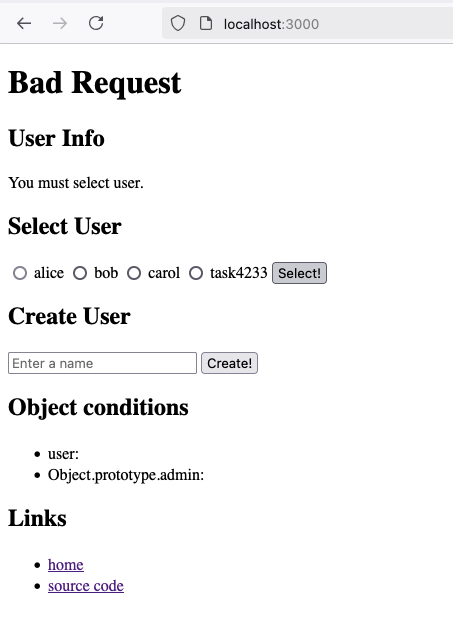 localhost:3000
Bad Request
User Info
You must select user.
Select User
alice bob carol task4233 Select!
Create User
Enter a name Create!
Object conditions
user:
Object.prototype.admin:
Links
home
source code